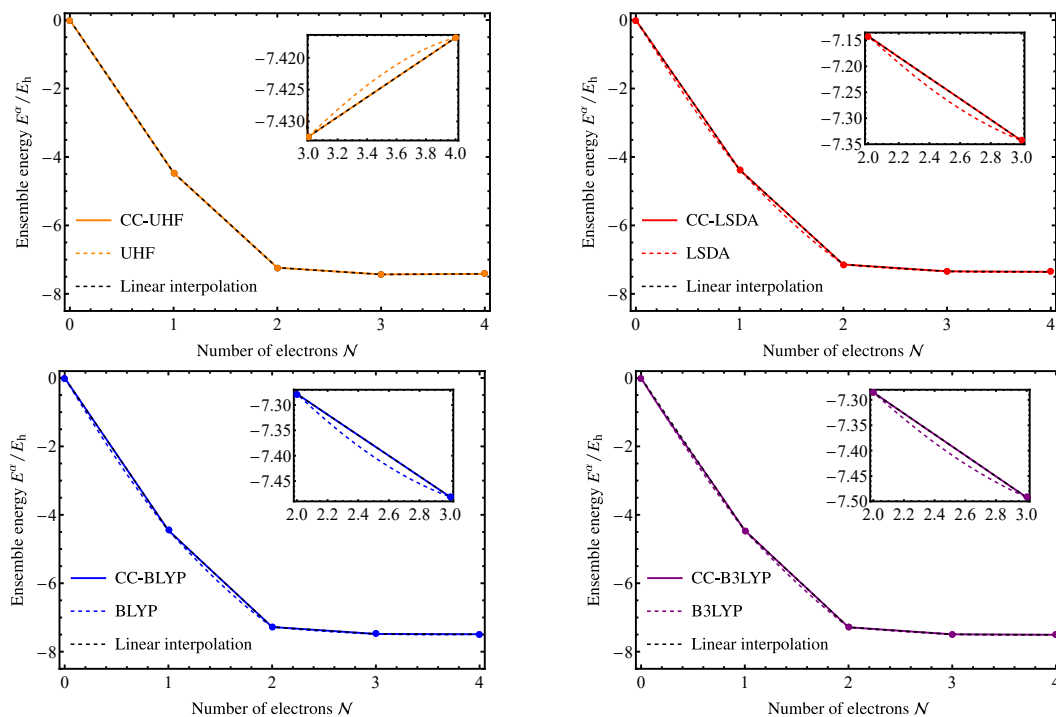 0
−2
−4
−6
−8
0
1
2
3
4
Ensemble energy E^α / E_h
Number of electrons 𝒩
CC-UHF
UHF
Linear interpolation
−7.420
−7.425
−7.430
3.0 3.2 3.4 3.6 3.8 4.0
0
−2
−4
−6
−8
0
1
2
3
4
Ensemble energy E^α / E_h
Number of electrons 𝒩
CC-LSDA
LSDA
Linear interpolation
−7.15
−7.20
−7.25
−7.30
−7.35
2.0 2.2 2.4 2.6 2.8 3.0
0
−2
−4
−6
−8
0
1
2
3
4
Ensemble energy E^α / E_h
Number of electrons 𝒩
CC-BLYP
BLYP
Linear interpolation
−7.30
−7.35
−7.40
−7.45
2.0 2.2 2.4 2.6 2.8 3.0
0
−2
−4
−6
−8
0
1
2
3
4
Ensemble energy E^α / E_h
Number of electrons 𝒩
CC-B3LYP
B3LYP
Linear interpolation
−7.30
−7.35
−7.40
−7.45
−7.50
2.0 2.2 2.4 2.6 2.8 3.0